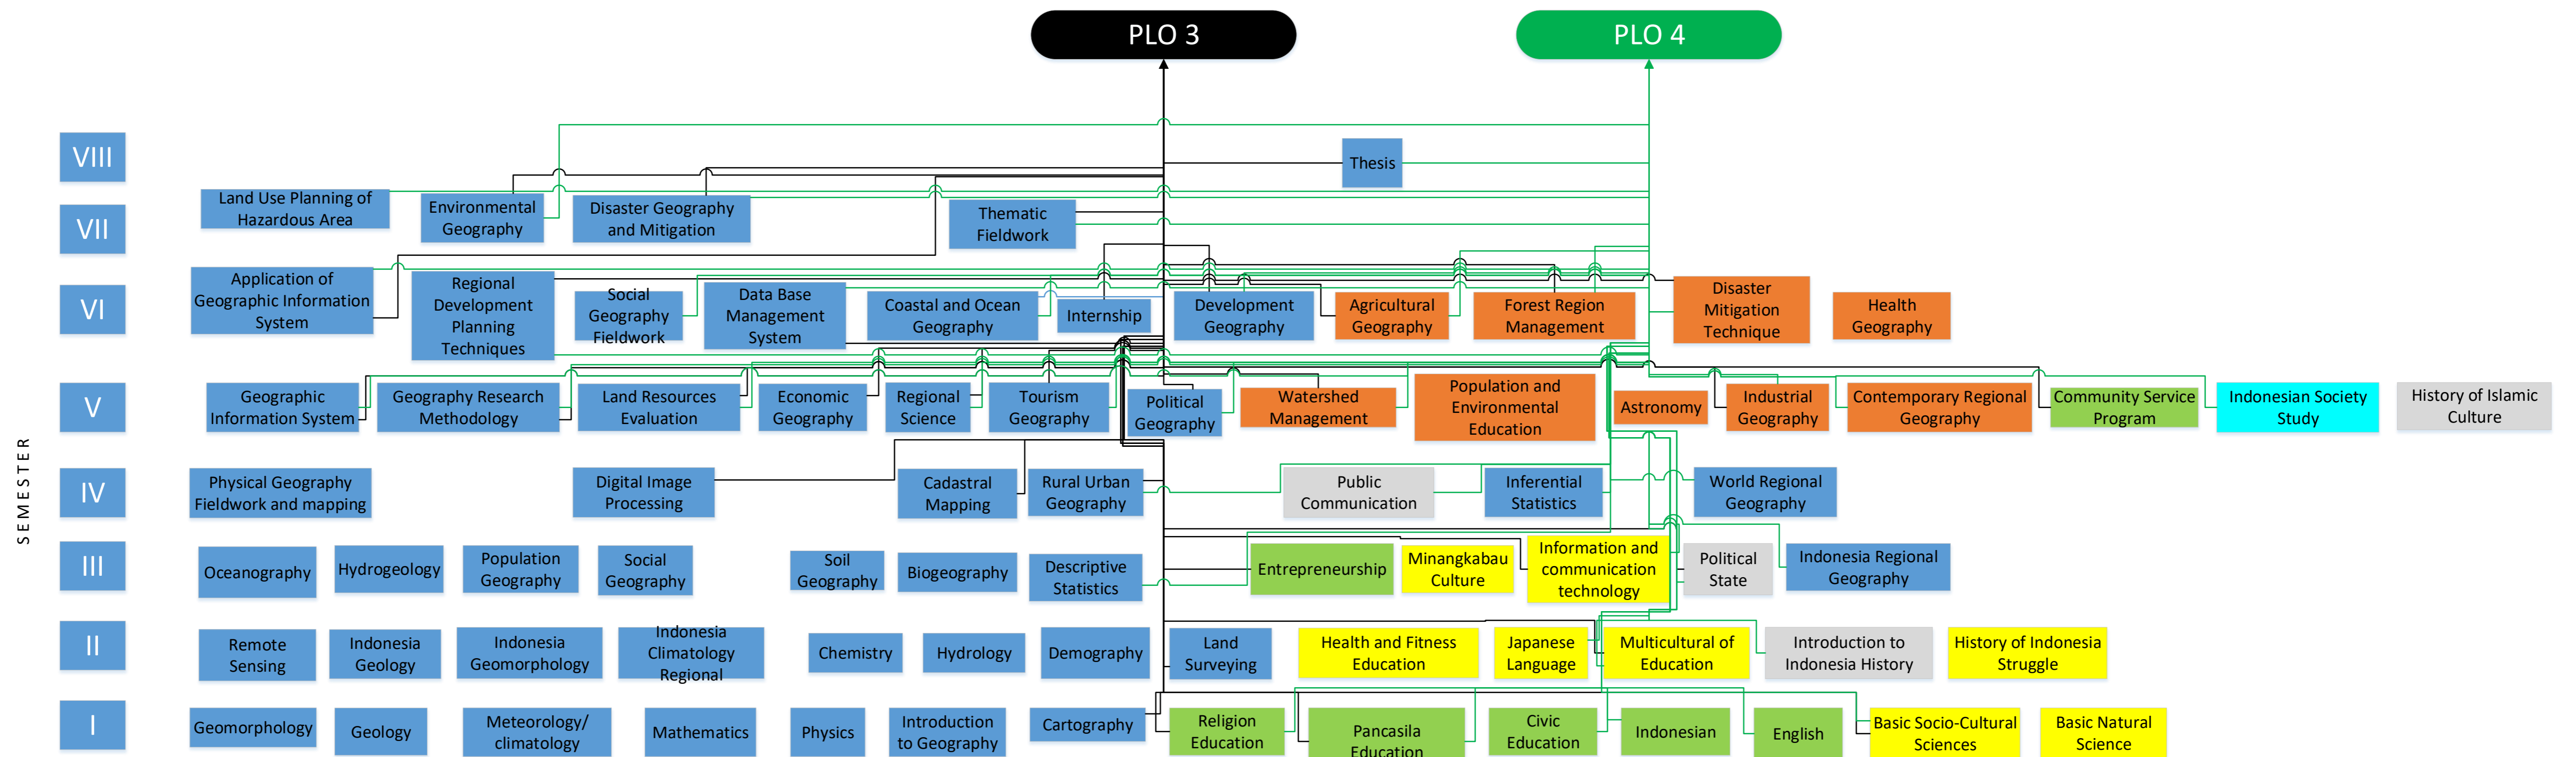 PLO 3
PLO 4
VIII
Thesis
VII
Land Use Planning of
Hazardous Area
Environmental
Geography
Disaster Geography
and Mitigation
Thematic
Fieldwork
VI
Application of
Geographic Information
System
Regional
Development
Planning
Techniques
Social
Geography
Fieldwork
Data Base
Management
System
Coastal and Ocean
Geography
Internship
Development
Geography
Agricultural
Geography
Forest Region
Management
Disaster
Mitigation
Technique
Health
Geography
V
Geographic
Information System
Geography Research
Methodology
Land Resources
Evaluation
Economic
Geography
Regional
Science
Tourism
Geography
Political
Geography
Watershed
Management
Population and
Environmental
Education
Astronomy
Industrial
Geography
Contemporary Regional
Geography
Community Service
Program
Indonesian Society
Study
History of Islamic
Culture
SEMESTER
IV
Physical Geography
Fieldwork and mapping
Digital Image
Processing
Cadastral
Mapping
Rural Urban
Geography
Public
Communication
Inferential
Statistics
World Regional
Geography
III
Oceanography
Hydrogeology
Population
Geography
Social
Geography
Soil
Geography
Biogeography
Descriptive
Statistics
Entrepreneurship
Minangkabau
Culture
Information and
communication
technology
Political
State
Indonesia Regional
Geography
II
Remote
Sensing
Indonesia
Geology
Indonesia
Geomorphology
Indonesia
Climatology
Regional
Chemistry
Hydrology
Demography
Land
Surveying
Health and Fitness
Education
Japanese
Language
Multicultural of
Education
Introduction to
Indonesia History
History of Indonesia
Struggle
I
Geomorphology
Geology
Meteorology/
climatology
Mathematics
Physics
Introduction
to Geography
Cartography
Religion
Education
Pancasila
Education
Civic
Education
Indonesian
English
Basic Socio-Cultural
Sciences
Basic Natural
Science